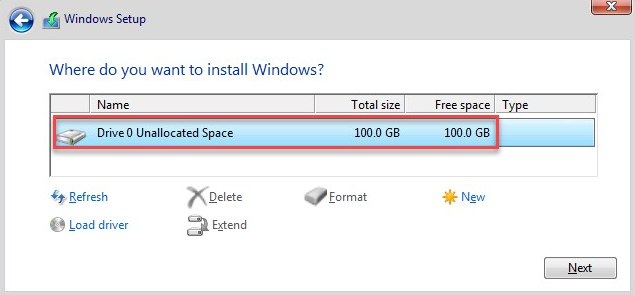 Windows Setup
Where do you want to install Windows?
Name Total size Free space Type
Drive 0 Unallocated Space 100.0 GB 100.0 GB
Refresh Delete Format New
Load driver Extend
Next